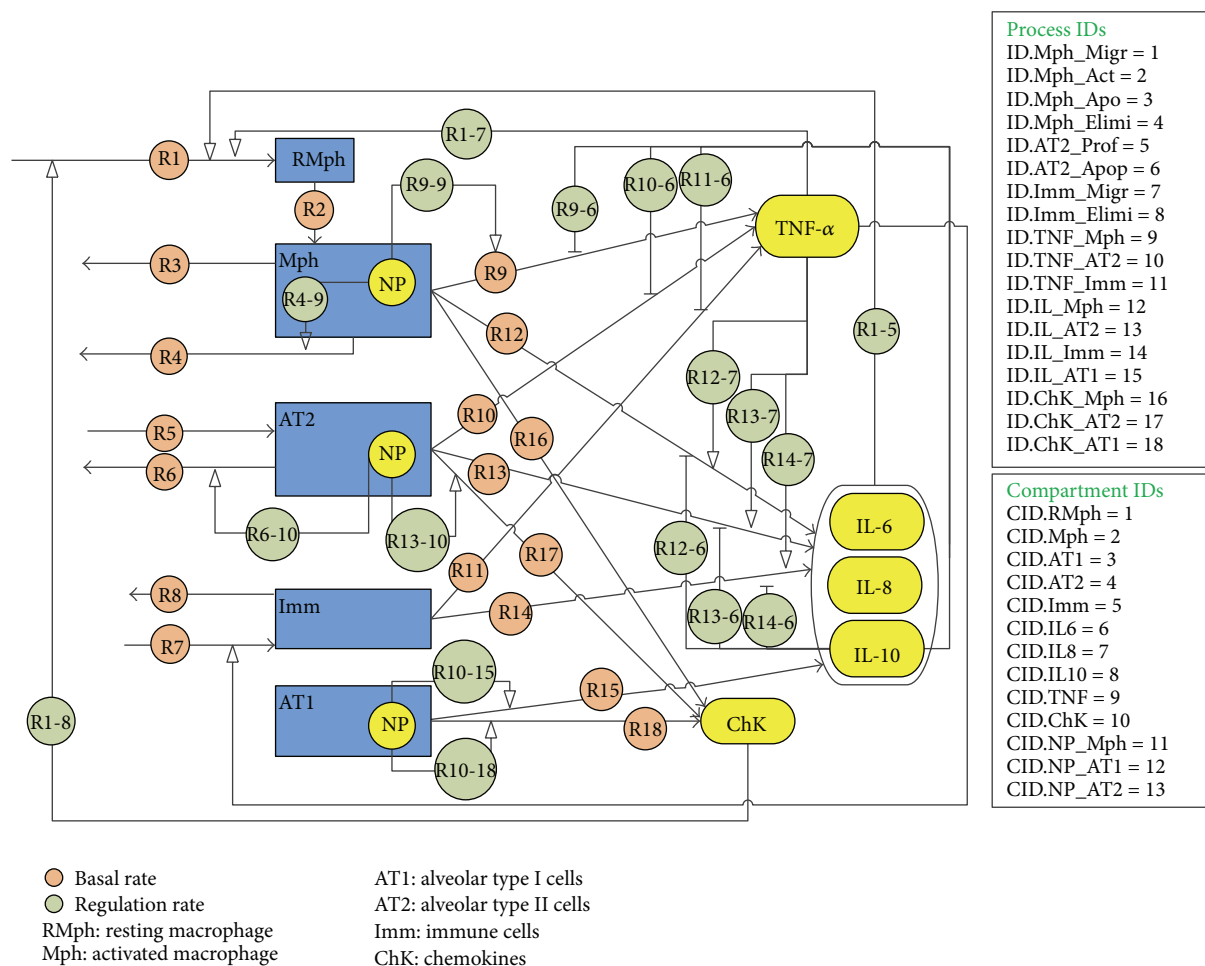 Process IDs
ID.Mph_Migr = 1
ID.Mph_Act = 2
ID.Mph_Apo = 3
ID.Mph_Elimi = 4
ID.AT2_Prof = 5
ID.AT2_Apop = 6
ID.Imm_Migr = 7
ID.Imm_Elimi = 8
ID.TNF_Mph = 9
ID.TNF_AT2 = 10
ID.TNF_Imm = 11
ID.IL_Mph = 12
ID.IL_AT2 = 13
ID.IL_Imm = 14
ID.IL_AT1 = 15
ID.ChK_Mph = 16
ID.ChK_AT2 = 17
ID.ChK_AT1 = 18
Compartment IDs
CID.RMph = 1
CID.Mph = 2
CID.AT1 = 3
CID.AT2 = 4
CID.Imm = 5
CID.IL6 = 6
CID.IL8 = 7
CID.IL10 = 8
CID.TNF = 9
CID.ChK = 10
CID.NP_Mph = 11
CID.NP_AT1 = 12
CID.NP_AT2 = 13
R1-7
R1
RMph
R9-9
R10-6
R11-6
R9-6
R2
TNF-α
Mph
R3
NP
R9
R4-9
R12
R1-5
R4
R12-7
R13-7
R10
R16
R14-7
AT2
R5
R6
NP
R13
IL-6
R6-10
R13-10
R17
R12-6
R11
IL-8
R8
Imm
R14
R13-6
R14-6
R7
IL-10
R10-15
R15
AT1
NP
R1-8
R18
ChK
R10-18
Basal rate
Regulation rate
RMph: resting macrophage
Mph: activated macrophage
AT1: alveolar type I cells
AT2: alveolar type II cells
Imm: immune cells
ChK: chemokines